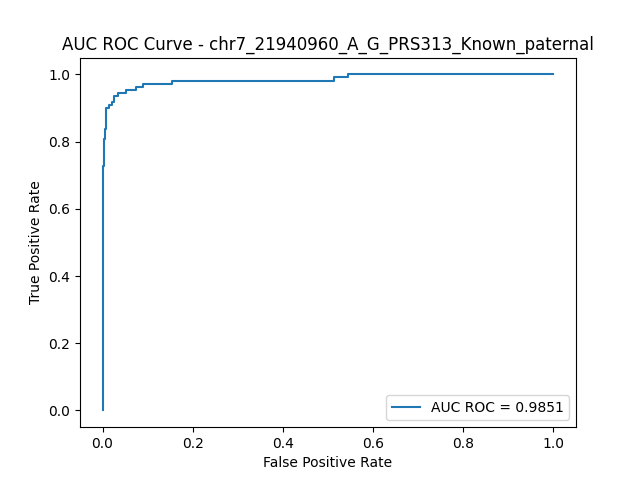 AUC ROC Curve - chr7_21940960_A_G_PRS313_Known_paternal
1.0
0.8
0.6
0.4
0.2
0.0
True Positive Rate
AUC ROC = 0.9851
0.0 0.2 0.4 0.6 0.8 1.0
False Positive Rate